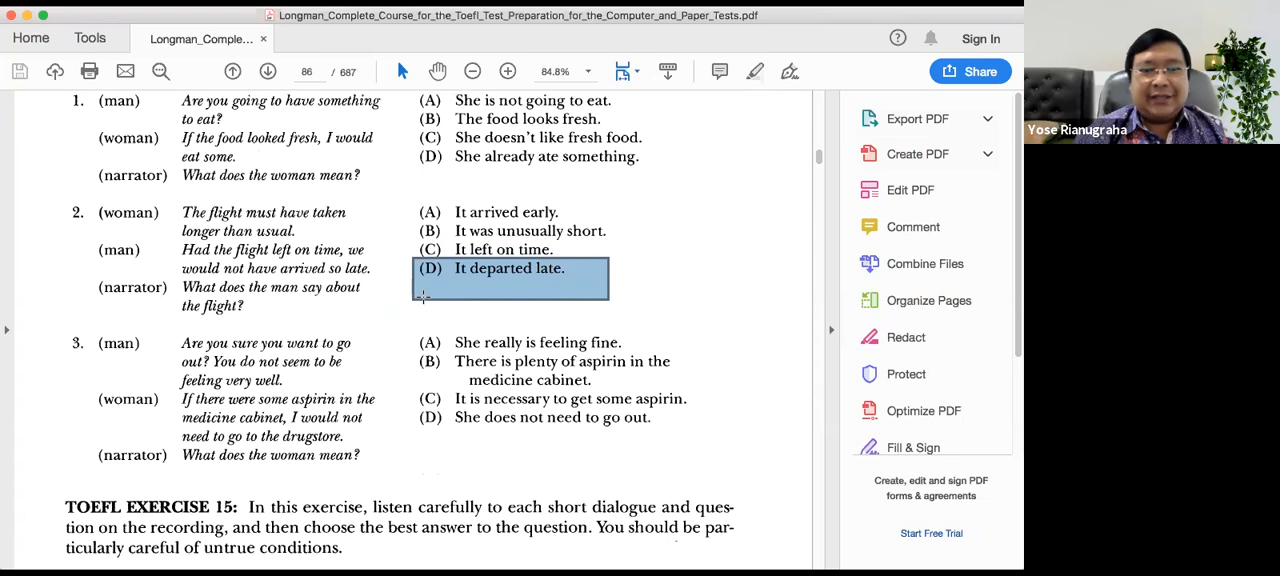 Longman_Complete_Course_for_the_Toefl_Test_Preparation_for_the_Computer_and_Paper_Tests.pdf
Home Tools Longman_Comple... × Sign In
86 / 687 84.8% Share
1. (man) Are you going to have something to eat?
(woman) If the food looked fresh, I would eat some.
(narrator) What does the woman mean?
(A) She is not going to eat.
(B) The food looks fresh.
(C) She doesn't like fresh food.
(D) She already ate something.
2. (woman) The flight must have taken longer than usual.
(man) Had the flight left on time, we would not have arrived so late.
(narrator) What does the man say about the flight?
(A) It arrived early.
(B) It was unusually short.
(C) It left on time.
(D) It departed late.
3. (man) Are you sure you want to go out? You do not seem to be feeling very well.
(woman) If there were some aspirin in the medicine cabinet, I would not need to go to the drugstore.
(narrator) What does the woman mean?
(A) She really is feeling fine.
(B) There is plenty of aspirin in the medicine cabinet.
(C) It is necessary to get some aspirin.
(D) She does not need to go out.
TOEFL EXERCISE 15: In this exercise, listen carefully to each short dialogue and ques-
tion on the recording, and then choose the best answer to the question. You should be par-
ticularly careful of untrue conditions.
Export PDF
Create PDF
Edit PDF
Comment
Combine Files
Organize Pages
Redact
Protect
Optimize PDF
Fill & Sign
Create, edit and sign PDF
forms & agreements
Start Free Trial
Yose Rianugraha